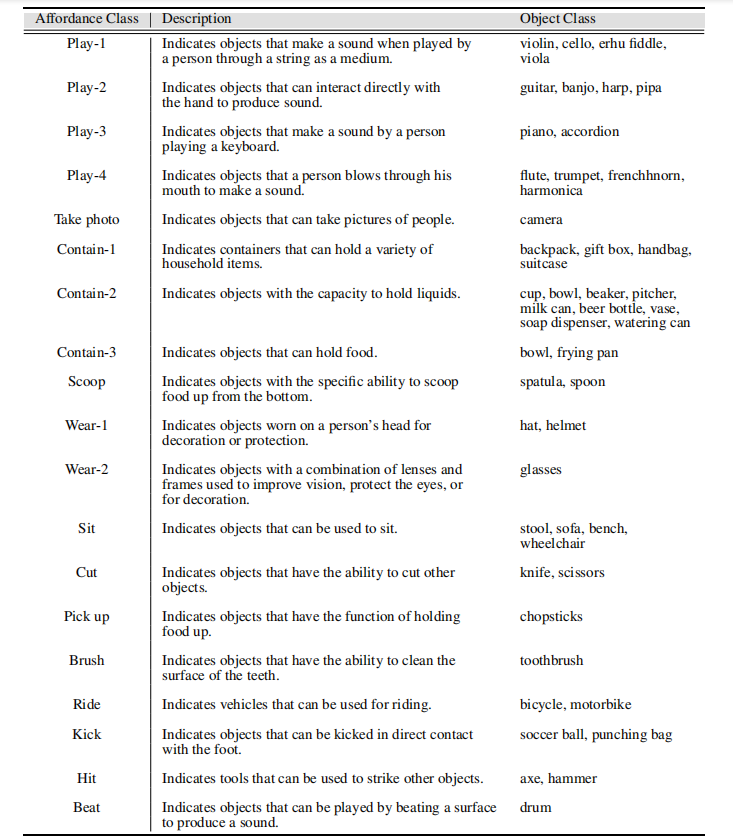 Affordance Class Description Object Class
Play-1 Indicates objects that make a sound when played by violin, cello, erhu fiddle,
a person through a string as a medium. viola
Play-2 Indicates objects that can interact directly with guitar, banjo, harp, pipa
the hand to produce sound.
Play-3 Indicates objects that make a sound by a person piano, accordion
playing a keyboard.
Play-4 Indicates objects that a person blows through his flute, trumpet, frenchhnorn,
mouth to make a sound. harmonica
Take photo Indicates objects that can take pictures of people. camera
Contain-1 Indicates containers that can hold a variety of backpack, gift box, handbag,
household items. suitcase
Contain-2 Indicates objects with the capacity to hold liquids. cup, bowl, beaker, pitcher,
milk can, beer bottle, vase,
soap dispenser, watering can
Contain-3 Indicates objects that can hold food. bowl, frying pan
Scoop Indicates objects with the specific ability to scoop spatula, spoon
food up from the bottom.
Wear-1 Indicates objects worn on a person's head for hat, helmet
decoration or protection.
Wear-2 Indicates objects with a combination of lenses and glasses
frames used to improve vision, protect the eyes, or
for decoration.
Sit Indicates objects that can be used to sit. stool, sofa, bench,
wheelchair
Cut Indicates objects that have the ability to cut other knife, scissors
objects.
Pick up Indicates objects that have the function of holding chopsticks
food up.
Brush Indicates objects that have the ability to clean the toothbrush
surface of the teeth.
Ride Indicates vehicles that can be used for riding. bicycle, motorbike
Kick Indicates objects that can be kicked in direct contact soccer ball, punching bag
with the foot.
Hit Indicates tools that can be used to strike other objects. axe, hammer
Beat Indicates objects that can be played by beating a surface drum
to produce a sound.